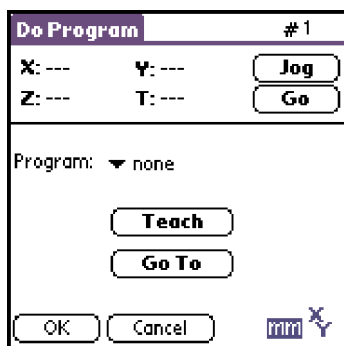 Do Program #1
X: --- Y: --- Jog
Z: --- T: --- Go
Program: none
Teach
Go To
OK Cancel mm X Y